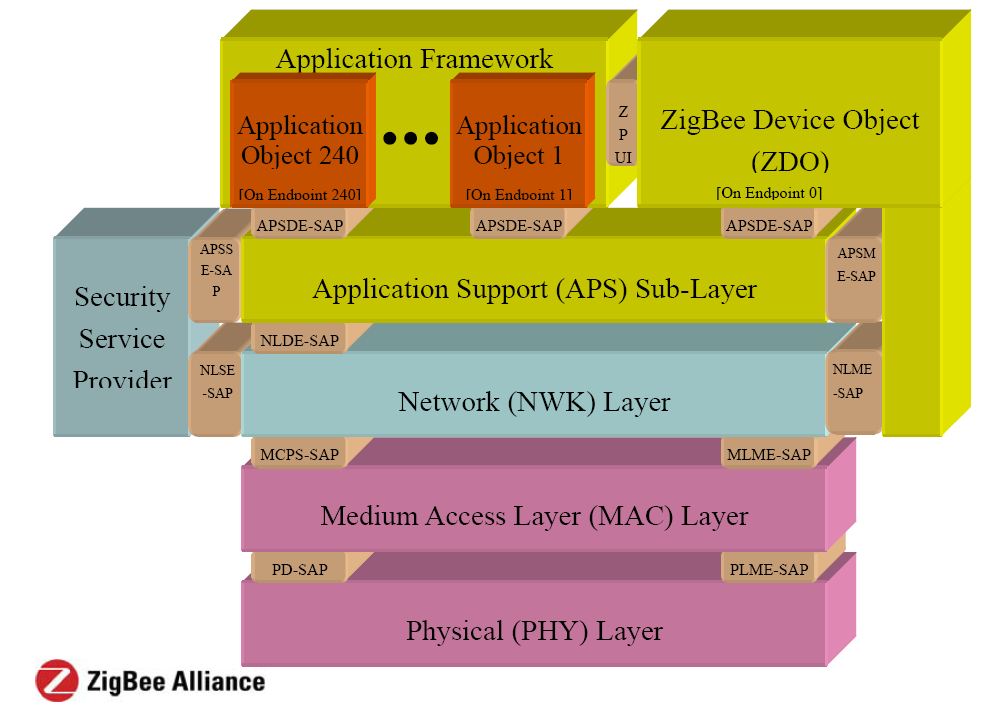 Application Framework
Application
Object 240
[On Endpoint 240]
Application
Object 1
[On Endpoint 1]
Z
P
UI
ZigBee Device Object
(ZDO)
[On Endpoint 0]
APSDE-SAP
APSDE-SAP
APSDE-SAP
Security
Service
Provider
APSS
E-SA
P
Application Support (APS) Sub-Layer
APSM
E-SAP
NLDE-SAP
NLSE
-SAP
Network (NWK) Layer
NLME
-SAP
MCPS-SAP
MLME-SAP
Medium Access Layer (MAC) Layer
PD-SAP
PLME-SAP
Physical (PHY) Layer
ZigBee Alliance